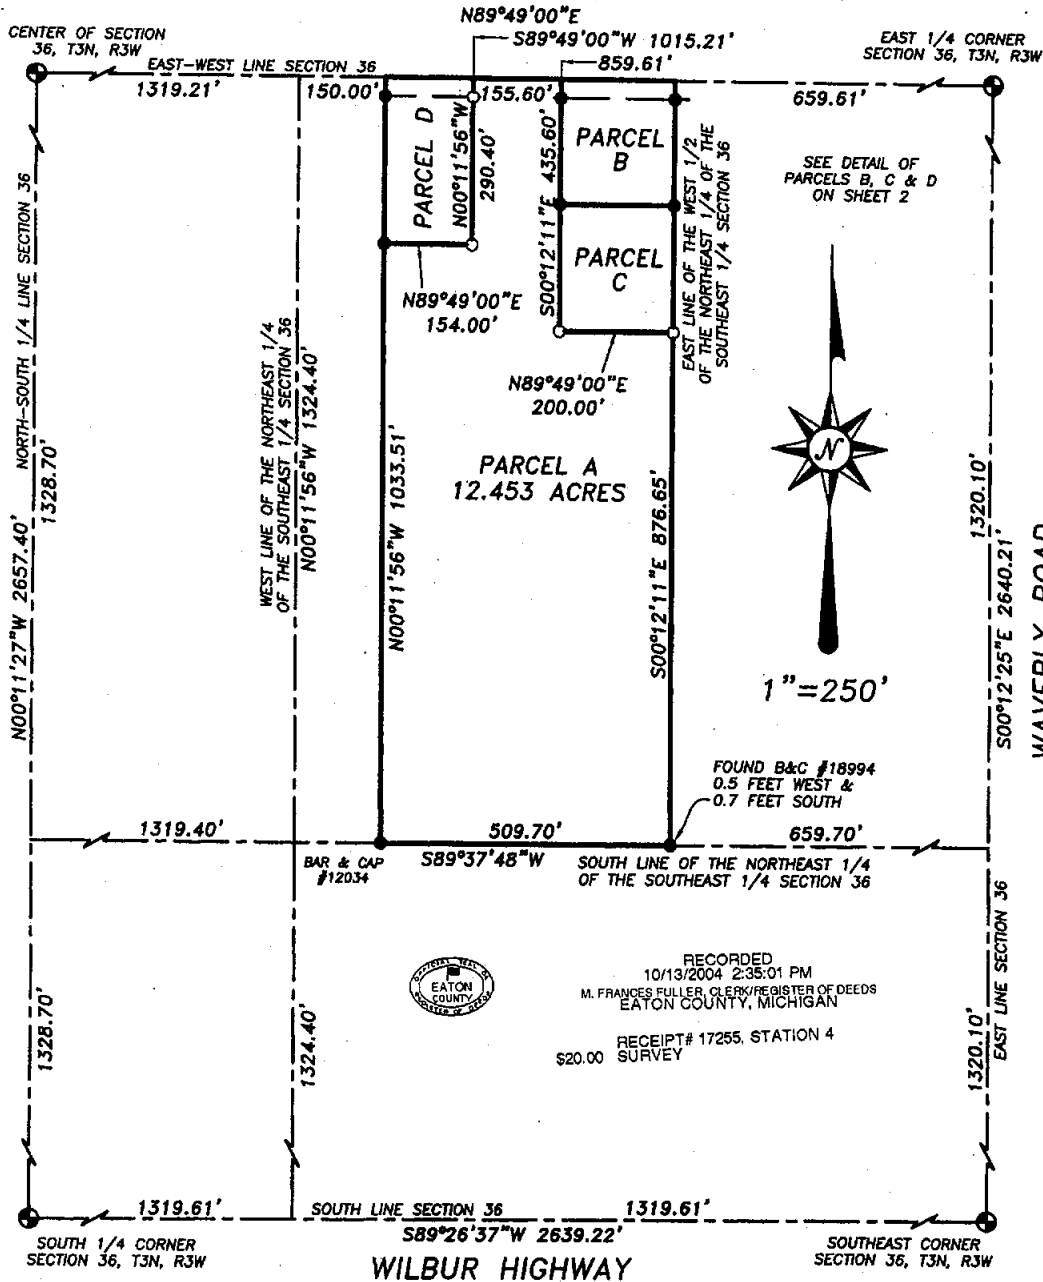 N89°49'00"E
S89°49'00"W 1015.21'
859.61'
CENTER OF SECTION
36, T3N, R3W
EAST 1/4 CORNER
SECTION 36, T3N, R3W
EAST-WEST LINE SECTION 36
1319.21'
150.00'
155.60'
659.61'
PARCEL D
N00°11'56"W
290.40'
S00°12'11"E 435.60'
PARCEL
B
PARCEL
C
EAST LINE OF THE WEST 1/2
OF THE NORTHEAST 1/4 OF THE
SOUTHEAST 1/4 SECTION 36
SEE DETAIL OF
PARCELS B, C & D
ON SHEET 2
N89°49'00"E
154.00'
N89°49'00"E
200.00'
NORTH-SOUTH 1/4 LINE SECTION 36
N00°11'27"W 2657.40'
1328.70'
WEST LINE OF THE NORTHEAST 1/4
OF THE SOUTHEAST 1/4 SECTION 36
N00°11'56"W 1324.40'
N00°11'56"W 1033.51'
PARCEL A
12.453 ACRES
S00°12'11"E 876.65'
N
1"=250'
1320.10'
S00°12'25"E 2640.21'
WAVERLY ROAD
FOUND B&C #18994
0.5 FEET WEST &
0.7 FEET SOUTH
1319.40'
509.70'
659.70'
BAR & CAP
#12034
S89°37'48"W
SOUTH LINE OF THE NORTHEAST 1/4
OF THE SOUTHEAST 1/4 SECTION 36
EAST LINE SECTION 36
1328.70'
1324.40'
1320.10'
EATON
COUNTY
RECORDED
10/13/2004 2:35:01 PM
M. FRANCES FULLER, CLERK/REGISTER OF DEEDS
EATON COUNTY, MICHIGAN
RECEIPT# 17255, STATION 4
$20.00 SURVEY
1319.61'
SOUTH LINE SECTION 36
1319.61'
S89°26'37"W 2639.22'
SOUTH 1/4 CORNER
SECTION 36, T3N, R3W
SOUTHEAST CORNER
SECTION 36, T3N, R3W
WILBUR HIGHWAY